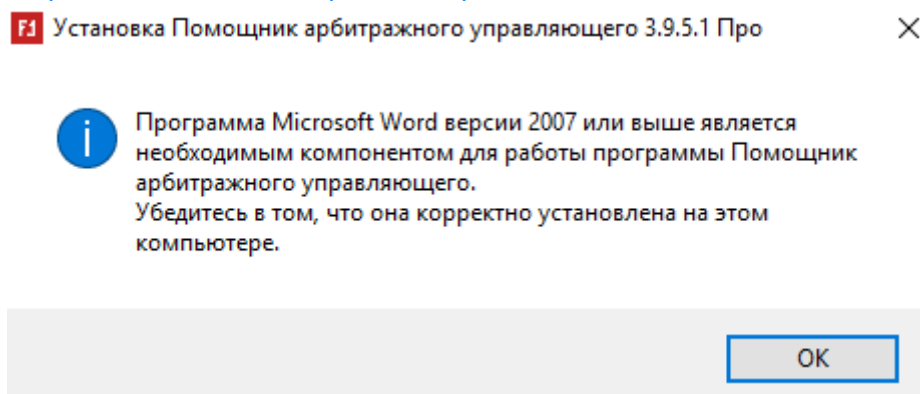 Установка Помощник арбитражного управляющего 3.9.5.1 Про
Программа Microsoft Word версии 2007 или выше является
необходимым компонентом для работы программы Помощник
арбитражного управляющего.
Убедитесь в том, что она корректно установлена на этом
компьютере.
ОК